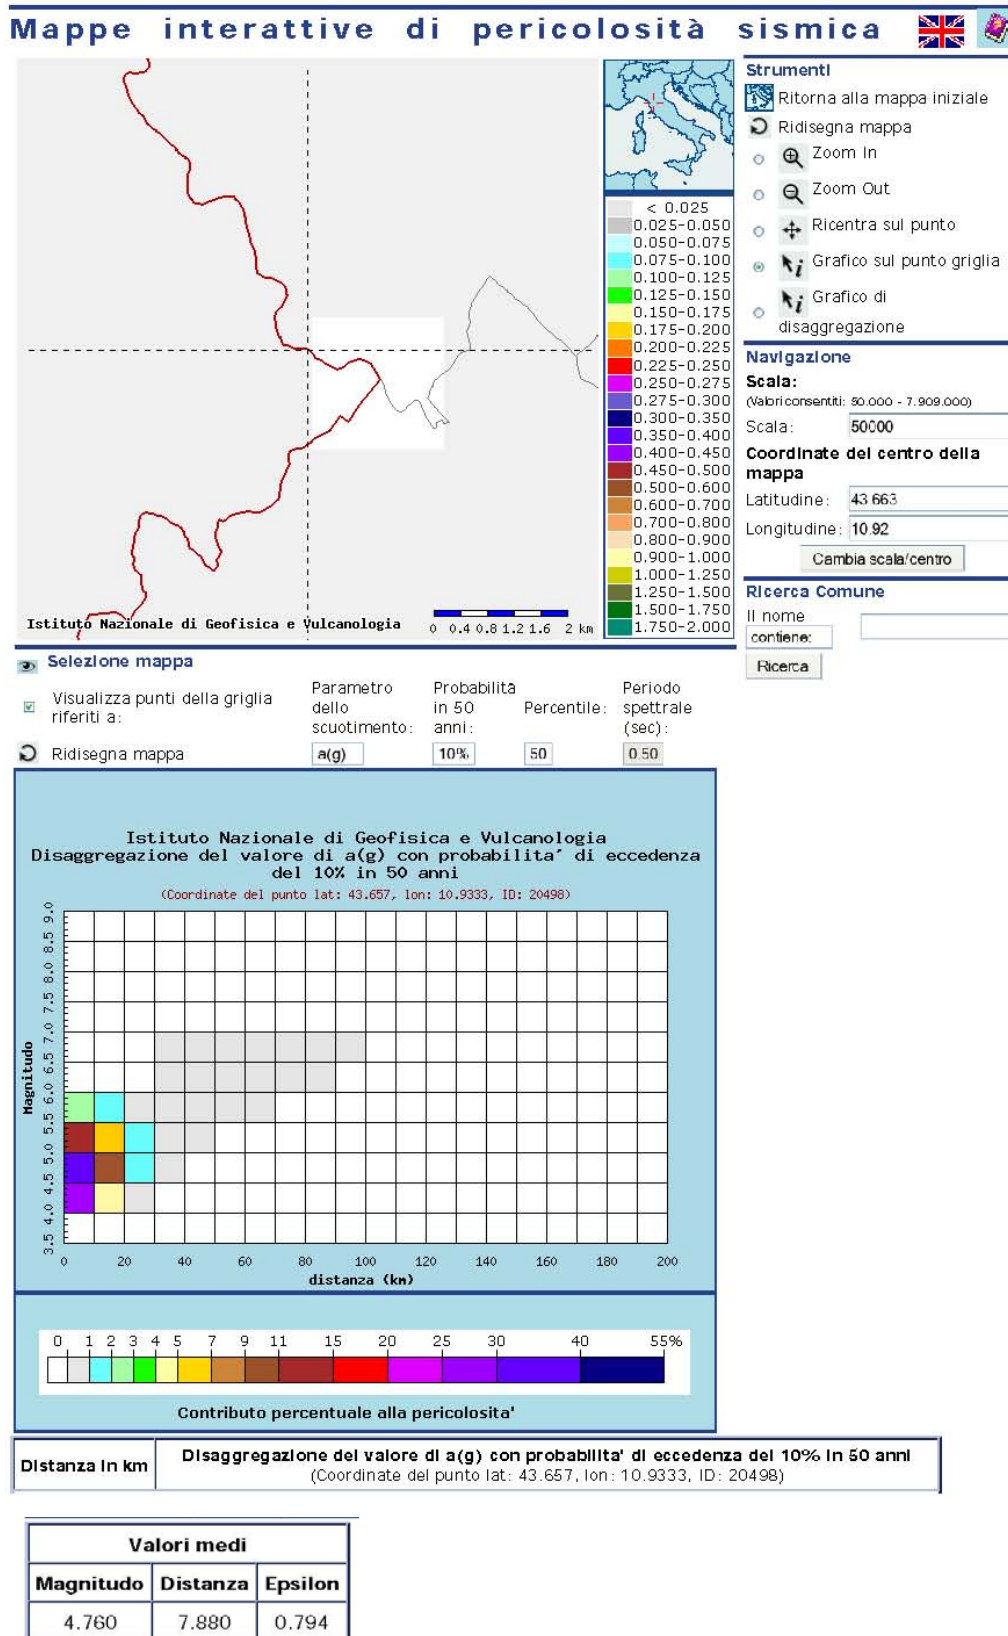 Mappe interattive di pericolosità sismica
Strumenti
Ritorna alla mappa iniziale
Ridisegna mappa
Zoom In
Zoom Out
Ricentra sul punto
Grafico sul punto griglia
Grafico di
disaggregazione
< 0.025
0.025-0.050
0.050-0.075
0.075-0.100
0.100-0.125
0.125-0.150
0.150-0.175
0.175-0.200
0.200-0.225
0.225-0.250
0.250-0.275
0.275-0.300
0.300-0.350
0.350-0.400
0.400-0.450
0.450-0.500
0.500-0.600
0.600-0.700
0.700-0.800
0.800-0.900
0.900-1.000
1.000-1.250
1.250-1.500
1.500-1.750
1.750-2.000
Istituto Nazionale di Geofisica e Vulcanologia
0 0.4 0.8 1.2 1.6 2 km
Navigazione
Scala:
(Valori consentiti: 50.000 - 7.909.000)
Scala: 50000
Coordinate del centro della
mappa
Latitudine: 43.663
Longitudine: 10.92
Cambia scala/centro
Ricerca Comune
Il nome
contiene:
Ricerca
Selezione mappa
Visualizza punti della griglia
riferiti a:
Parametro
dello
scuotimento:
Probabilità
in 50
anni:
Percentile:
Periodo
spettrale
(sec):
Ridisegna mappa
a(g) 10% 50 0.50
Istituto Nazionale di Geofisica e Vulcanologia
Disaggregazione del valore di a(g) con probabilita' di eccedenza
del 10% in 50 anni
(Coordinate del punto lat: 43.657, lon: 10.9333, ID: 20498)
Magnitudo
9.0
8.5
8.0
7.5
7.0
6.5
6.0
5.5
5.0
4.5
4.0
3.5
0 20 40 60 80 100 120 140 160 180 200
distanza (km)
0 1 2 3 4 5 7 9 11 15 20 25 30 40 55%
Contributo percentuale alla pericolosita'
Distanza in km
Disaggregazione del valore di a(g) con probabilita' di eccedenza del 10% in 50 anni
(Coordinate del punto lat: 43.657, lon: 10.9333, ID: 20498)
Valori medi
Magnitudo Distanza Epsilon
4.760 7.880 0.794